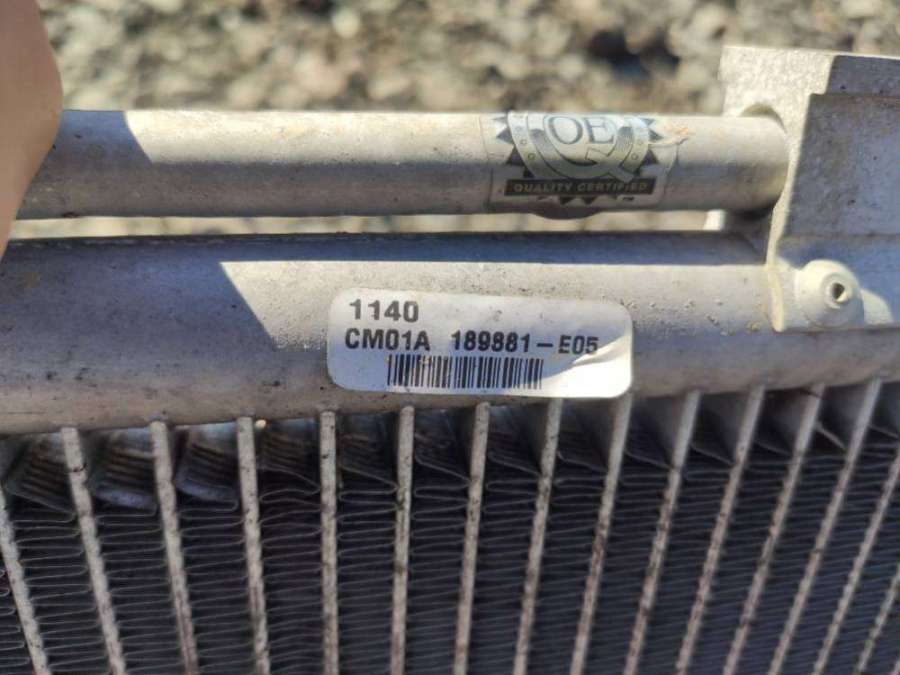 OE
QUALITY CERTIFIED
1140
CM01A 189881-E05